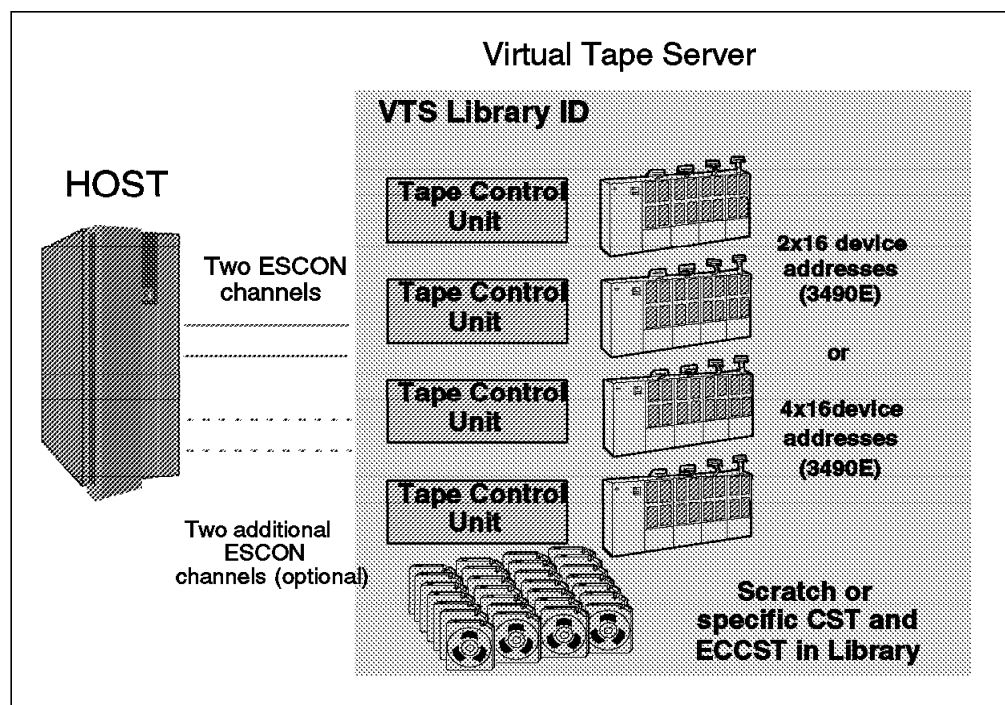 Virtual Tape Server
VTS Library ID
HOST
Tape Control
Unit
2x16 device
addresses
(3490E)
Two ESCON
channels
Tape Control
Unit
or
Tape Control
Unit
4x16device
addresses
(3490E)
Tape Control
Unit
Two additional
ESCON
channels (optional)
Scratch or
specific CST and
ECCST in Library